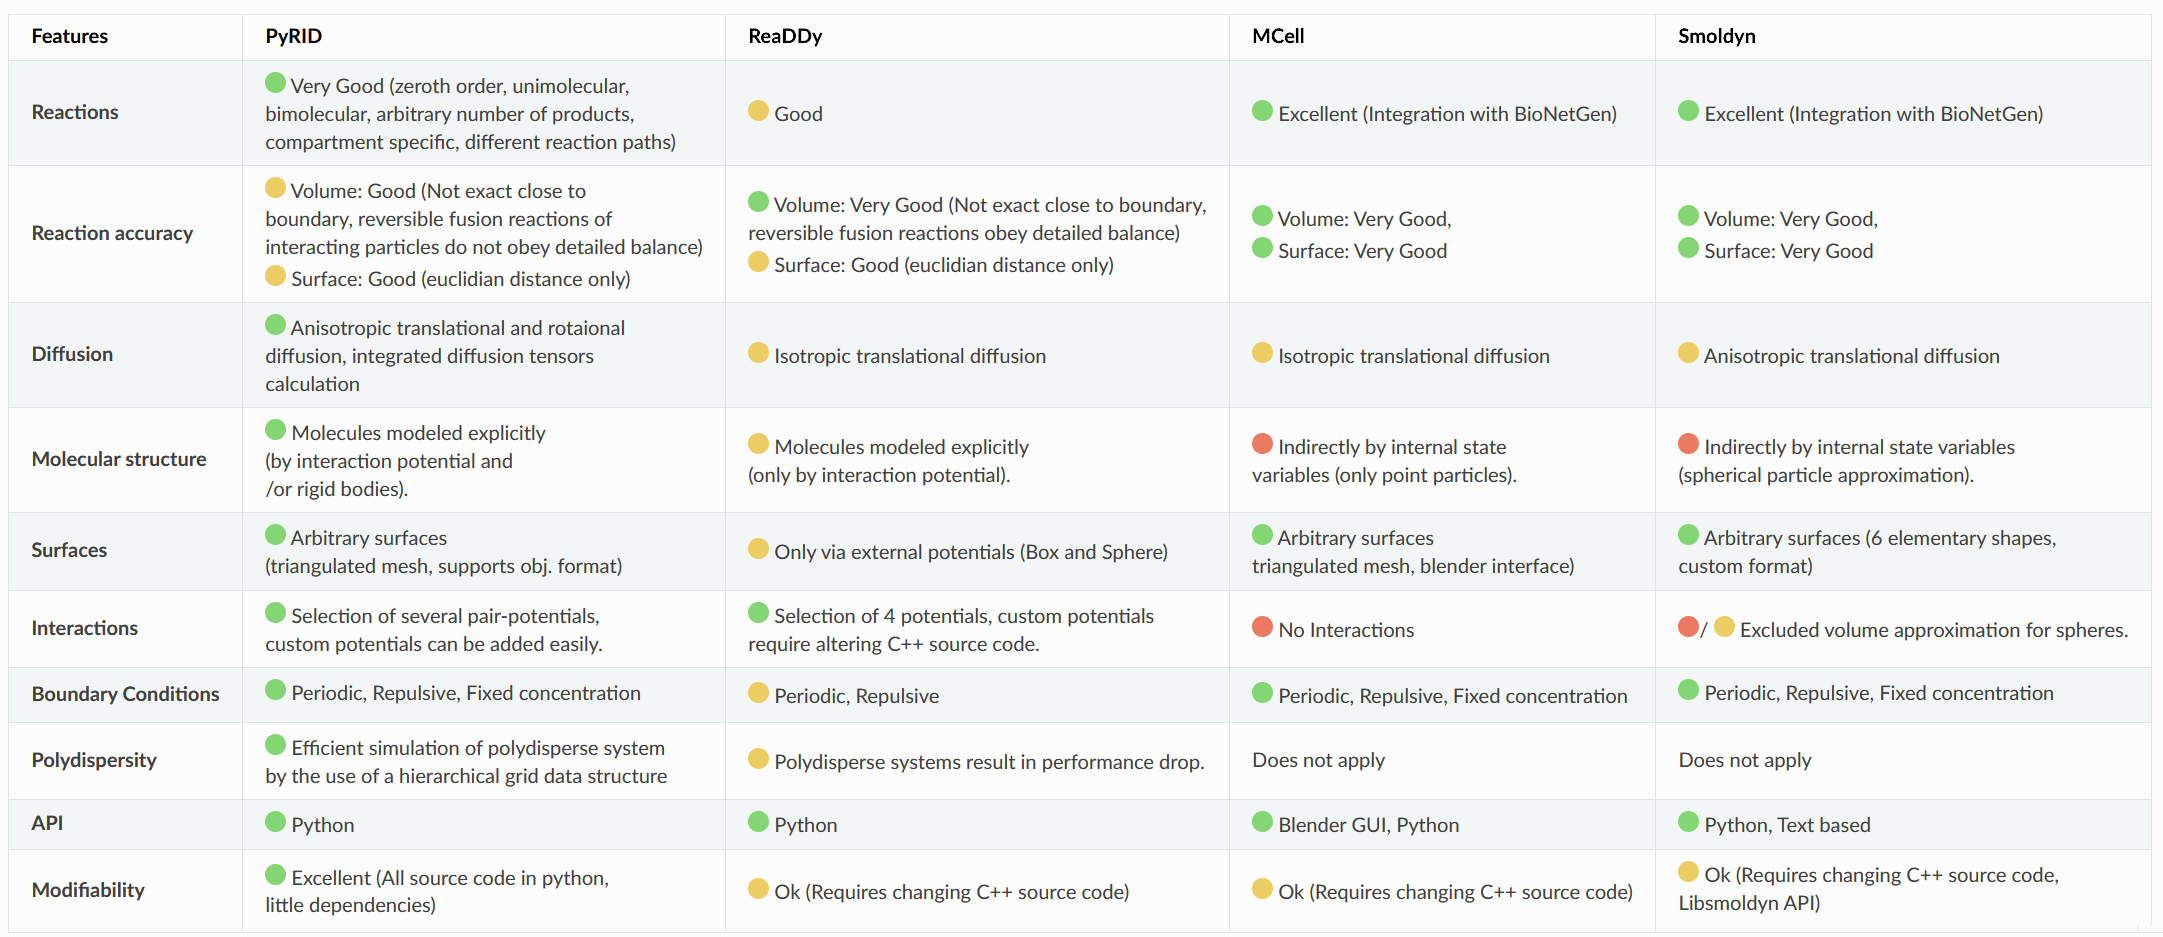 Features PyRID ReaDDy MCell Smoldyn
Reactions
Very Good (zeroth order, unimolecular,
bimolecular, arbitrary number of products,
compartment specific, different reaction paths)
Good
Excellent (Integration with BioNetGen)
Excellent (Integration with BioNetGen)
Reaction accuracy
Volume: Good (Not exact close to
boundary, reversible fusion reactions of
interacting particles do not obey detailed balance)
Surface: Good (euclidian distance only)
Volume: Very Good (Not exact close to boundary,
reversible fusion reactions obey detailed balance)
Surface: Good (euclidian distance only)
Volume: Very Good,
Surface: Very Good
Volume: Very Good,
Surface: Very Good
Diffusion
Anisotropic translational and rotaional
diffusion, integrated diffusion tensors
calculation
Isotropic translational diffusion
Isotropic translational diffusion
Anisotropic translational diffusion
Molecular structure
Molecules modeled explicitly
(by interaction potential and
/or rigid bodies).
Molecules modeled explicitly
(only by interaction potential).
Indirectly by internal state
variables (only point particles).
Indirectly by internal state variables
(spherical particle approximation).
Surfaces
Arbitrary surfaces
(triangulated mesh, supports obj. format)
Only via external potentials (Box and Sphere)
Arbitrary surfaces
triangulated mesh, blender interface)
Arbitrary surfaces (6 elementary shapes,
custom format)
Interactions
Selection of several pair-potentials,
custom potentials can be added easily.
Selection of 4 potentials, custom potentials
require altering C++ source code.
No Interactions
/ Excluded volume approximation for spheres.
Boundary Conditions
Periodic, Repulsive, Fixed concentration
Periodic, Repulsive
Periodic, Repulsive, Fixed concentration
Periodic, Repulsive, Fixed concentration
Polydispersity
Efficient simulation of polydisperse system
by the use of a hierarchical grid data structure
Polydisperse systems result in performance drop.
Does not apply
Does not apply
API
Python
Python
Blender GUI, Python
Python, Text based
Modifiability
Excellent (All source code in python,
little dependencies)
Ok (Requires changing C++ source code)
Ok (Requires changing C++ source code)
Ok (Requires changing C++ source code,
Libsmoldyn API)